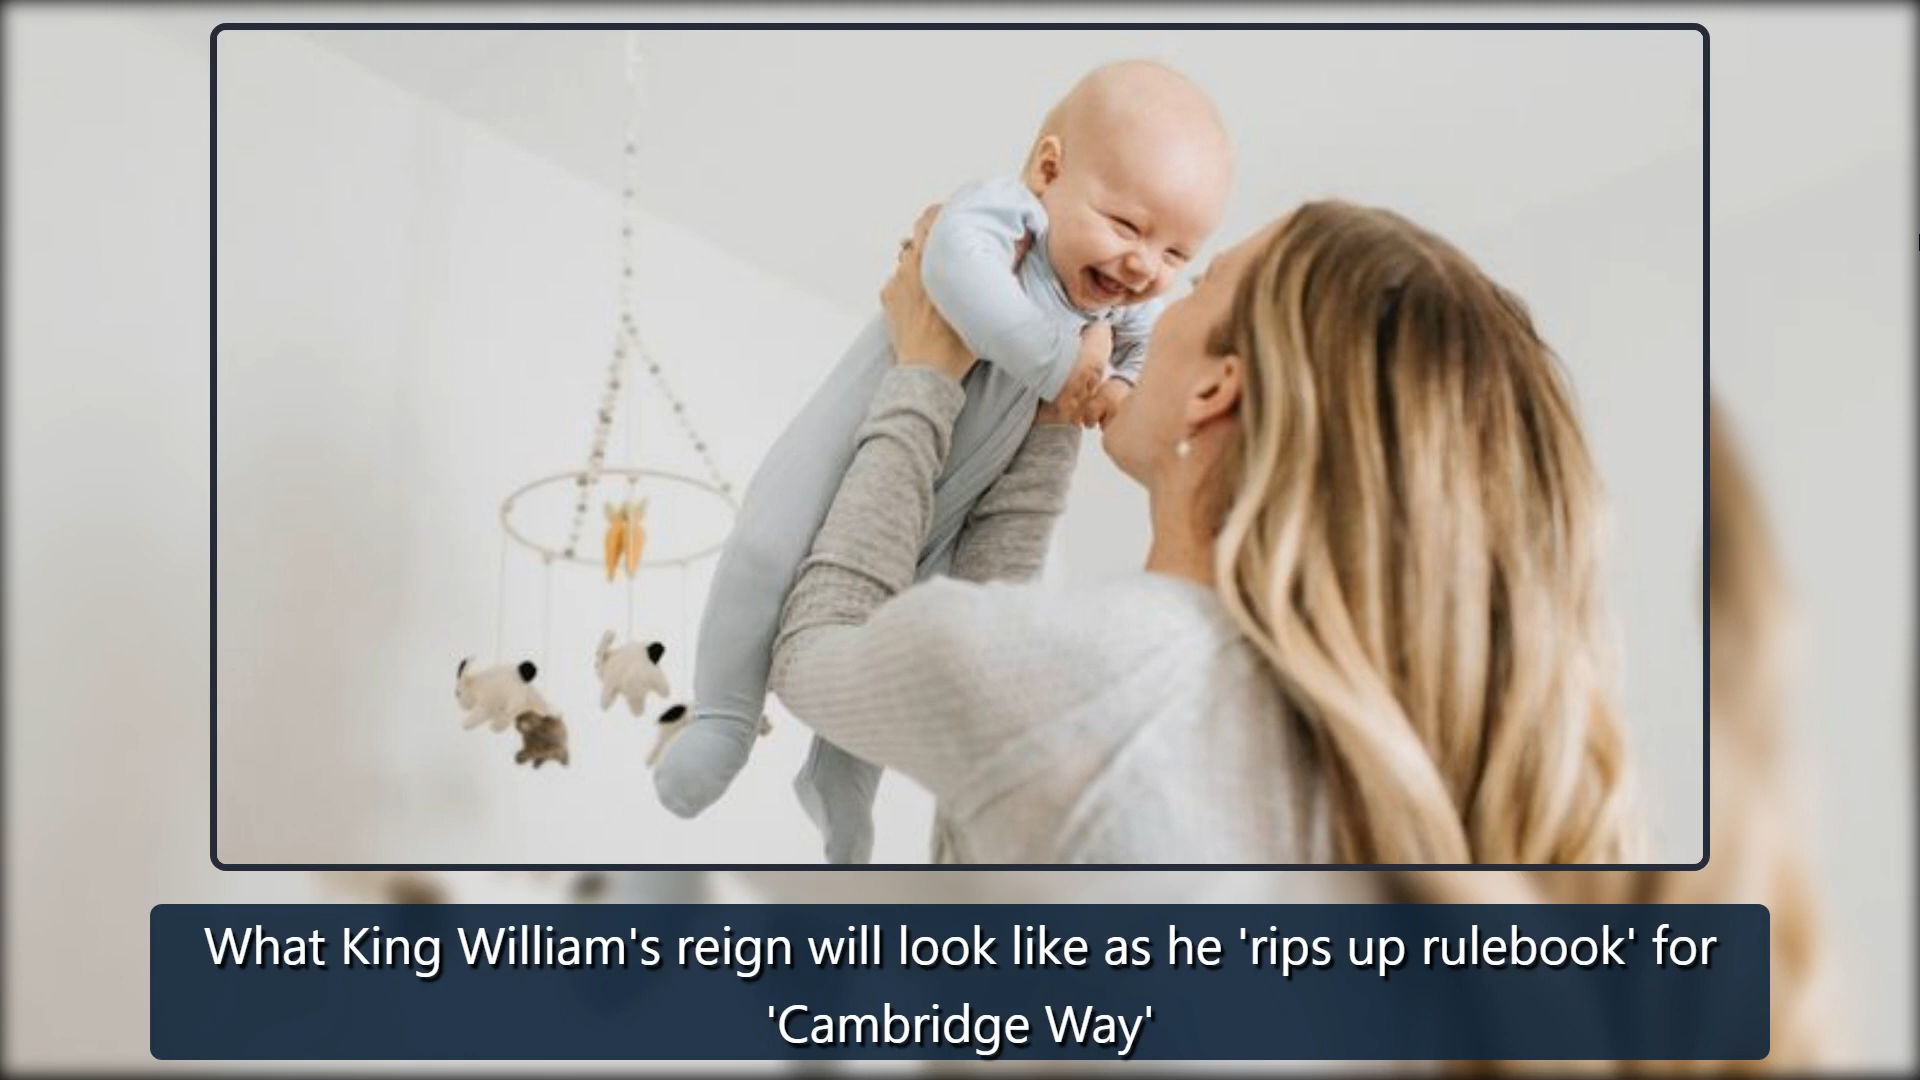 What King William's reign will look like as he 'rips up rulebook' for
'Cambridge Way'